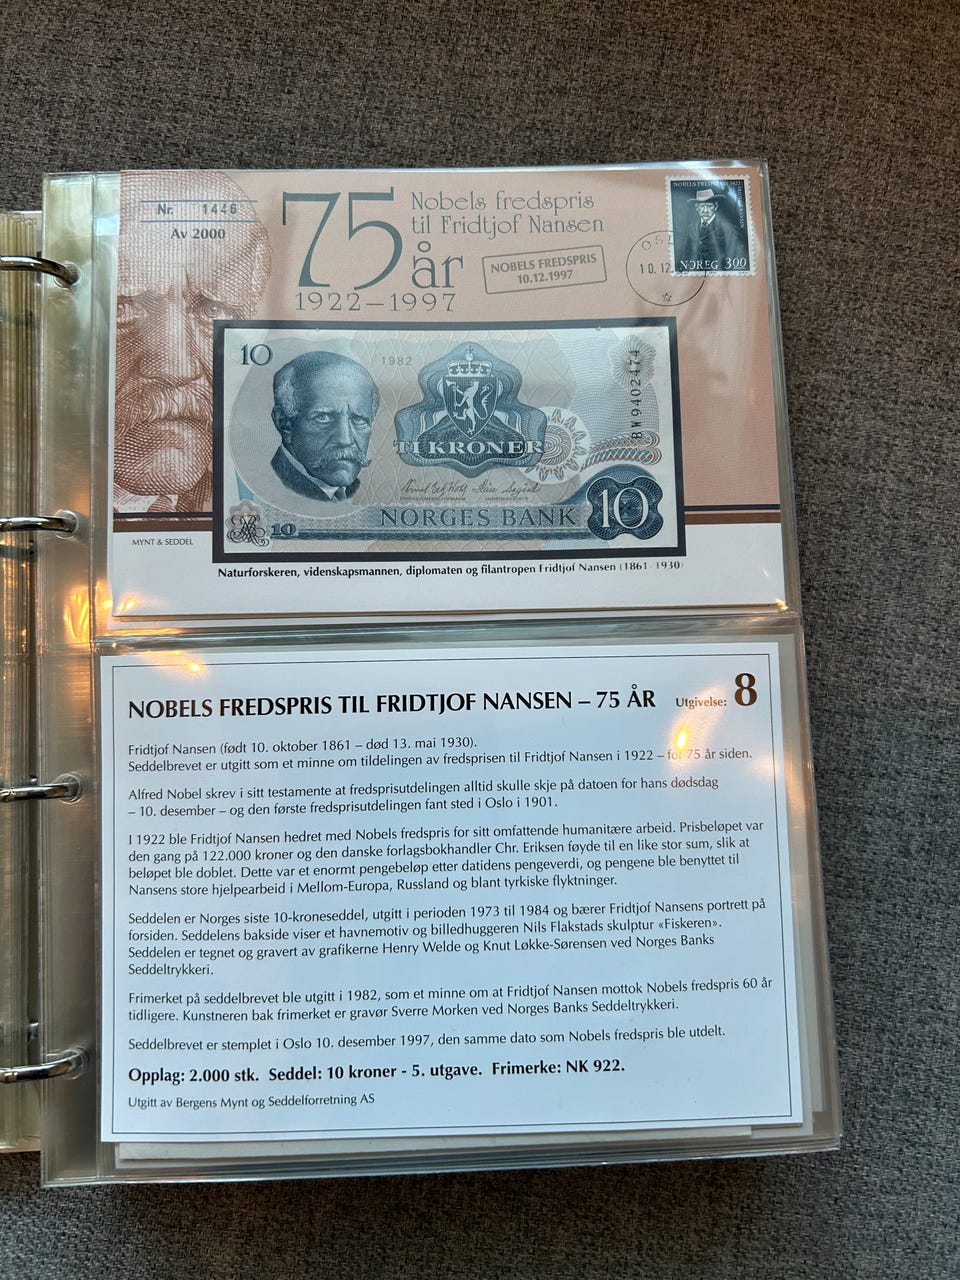 Nr. 1446
Av 2000
75 år
1922–1997
Nobels fredspris
til Fridtjof Nansen
NOBELS FREDSPRIS
10.12.1997
NOBELS FREDSPRIS 1922
NOREG 300
OSL
10.12
10
1982
TI KRONER
BW9402474
NORGES BANK
10
10
MYNT & SEDDEL
Naturforskeren, videnskapsmannen, diplomaten og filantropen Fridtjof Nansen (1861–1930)
NOBELS FREDSPRIS TIL FRIDTJOF NANSEN – 75 ÅR
Utgivelse: 8
Fridtjof Nansen (født 10. oktober 1861 – død 13. mai 1930).
Seddelbrevet er utgitt som et minne om tildelingen av fredsprisen til Fridtjof Nansen i 1922 – for 75 år siden.
Alfred Nobel skrev i sitt testamente at fredsprisutdelingen alltid skulle skje på datoen for hans dødsdag
– 10. desember – og den første fredsprisutdelingen fant sted i Oslo i 1901.
I 1922 ble Fridtjof Nansen hedret med Nobels fredspris for sitt omfattende humanitære arbeid. Prisbeløpet var
den gang på 122.000 kroner og den danske forlagsbokhandler Chr. Eriksen føyde til en like stor sum, slik at
beløpet ble doblet. Dette var et enormt pengebeløp etter datidens pengeverdi, og pengene ble benyttet til
Nansens store hjelpearbeid i Mellom-Europa, Russland og blant tyrkiske flyktninger.
Seddelen er Norges siste 10-kroneseddel, utgitt i perioden 1973 til 1984 og bærer Fridtjof Nansens portrett på
forsiden. Seddelens bakside viser et havnemotiv og billedhuggeren Nils Flakstads skulptur «Fiskeren».
Seddelen er tegnet og gravert av grafikerne Henry Welde og Knut Løkke-Sørensen ved Norges Banks
Seddeltrykkeri.
Frimerket på seddelbrevet ble utgitt i 1982, som et minne om at Fridtjof Nansen mottok Nobels fredspris 60 år
tidligere. Kunstneren bak frimerket er gravør Sverre Morken ved Norges Banks Seddeltrykkeri.
Seddelbrevet er stemplet i Oslo 10. desember 1997, den samme dato som Nobels fredspris ble utdelt.
Opplag: 2.000 stk. Seddel: 10 kroner - 5. utgave. Frimerke: NK 922.
Utgitt av Bergens Mynt og Seddelforretning AS